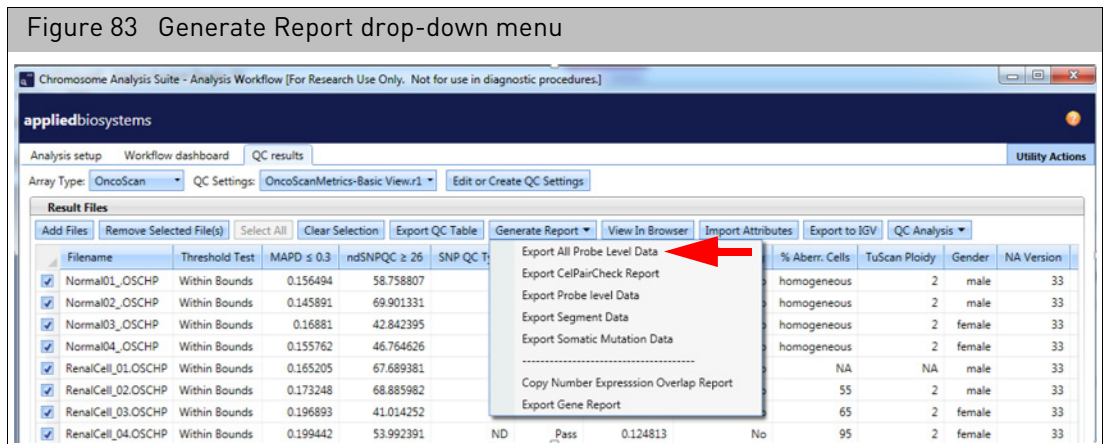 Figure 83 Generate Report drop-down menu
Chromosome Analysis Suite - Analysis Workflow [For Research Use Only. Not for use in diagnostic procedures.]
appliedbiosystems
Analysis setup Workflow dashboard QC results Utility Actions
Array Type: OncoScan QC Settings: OncoScanMetrics-Basic View.r1 Edit or Create QC Settings
Result Files
Add Files Remove Selected File(s) Select All Clear Selection Export QC Table Generate Report View In Browser Import Attributes Export to IGV QC Analysis
Filename Threshold Test MAPD ≤ 0.3 ndSNPQC ≥ 26 SNP QC % Aberr. Cells TuScan Ploidy Gender NA Version
Export All Probe Level Data
Export CelPairCheck Report
Export Probe level Data
Export Segment Data
Export Somatic Mutation Data
------------------------------------
Copy Number Expresssion Overlap Report
Export Gene Report
Normal01_.OSCHP Within Bounds 0.156494 58.758807 homogeneous 2 male 33
Normal02_.OSCHP Within Bounds 0.145891 69.901331 homogeneous 2 male 33
Normal03_.OSCHP Within Bounds 0.16881 42.842395 homogeneous 2 female 33
Normal04_.OSCHP Within Bounds 0.155762 46.764626 homogeneous 2 female 33
RenalCell_01.OSCHP Within Bounds 0.165205 67.689381 NA NA male 33
RenalCell_02.OSCHP Within Bounds 0.173248 68.885982 55 2 male 33
RenalCell_03.OSCHP Within Bounds 0.196893 41.014252 65 2 female 33
RenalCell_04.OSCHP Within Bounds 0.199442 53.992391 ND Pass 0.124813 No 95 2 female 33